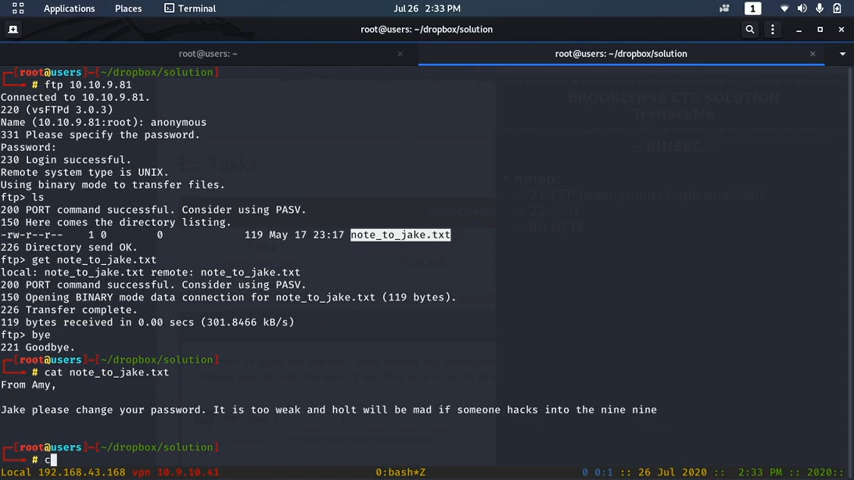 Applications Places Terminal Jul 26 2:33 PM 1
root@users: ~/dropbox/solution
root@users: ~ × root@users: ~/dropbox/solution ×
[root@users]-[~/dropbox/solution]
# ftp 10.10.9.81
Connected to 10.10.9.81.
220 (vsFTPd 3.0.3)
Name (10.10.9.81:root): anonymous
331 Please specify the password.
Password:
230 Login successful.
Remote system type is UNIX.
Using binary mode to transfer files.
ftp> ls
200 PORT command successful. Consider using PASV.
150 Here comes the directory listing.
-rw-r--r-- 1 0 0 119 May 17 23:17 note_to_jake.txt
226 Directory send OK.
ftp> get note_to_jake.txt
local: note_to_jake.txt remote: note_to_jake.txt
200 PORT command successful. Consider using PASV.
150 Opening BINARY mode data connection for note_to_jake.txt (119 bytes).
226 Transfer complete.
119 bytes received in 0.00 secs (301.8466 kB/s)
ftp> bye
221 Goodbye.
[root@users]-[~/dropbox/solution]
# cat note_to_jake.txt
From Amy,
Jake please change your password. It is too weak and holt will be mad if someone hacks into the nine nine
[root@users]-[~/dropbox/solution]
# c
Local 192.168.43.168 vpn 10.9.10.41 0:bash*Z 0 0:1 :: 26 Jul 2020 :: 2:33 PM :: 2020::
BROOKLYN99 CTF SOLUTION
TryHackMe
~ BINSEC ~
Tasks